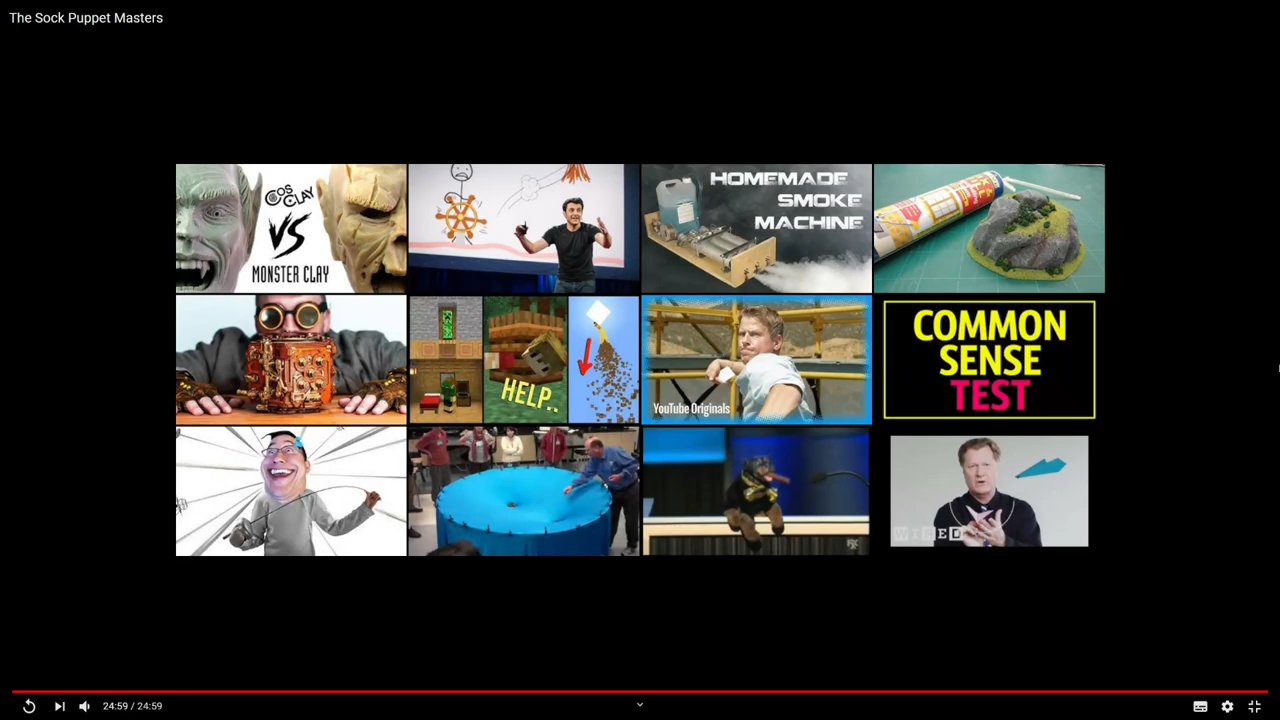 The Sock Puppet Masters
COS
CLAY
VS
MONSTER CLAY
HOMEMADE
SMOKE
MACHINE
HELP..
YouTube Originals
COMMON
SENSE
TEST
WIRED
24:59 / 24:59